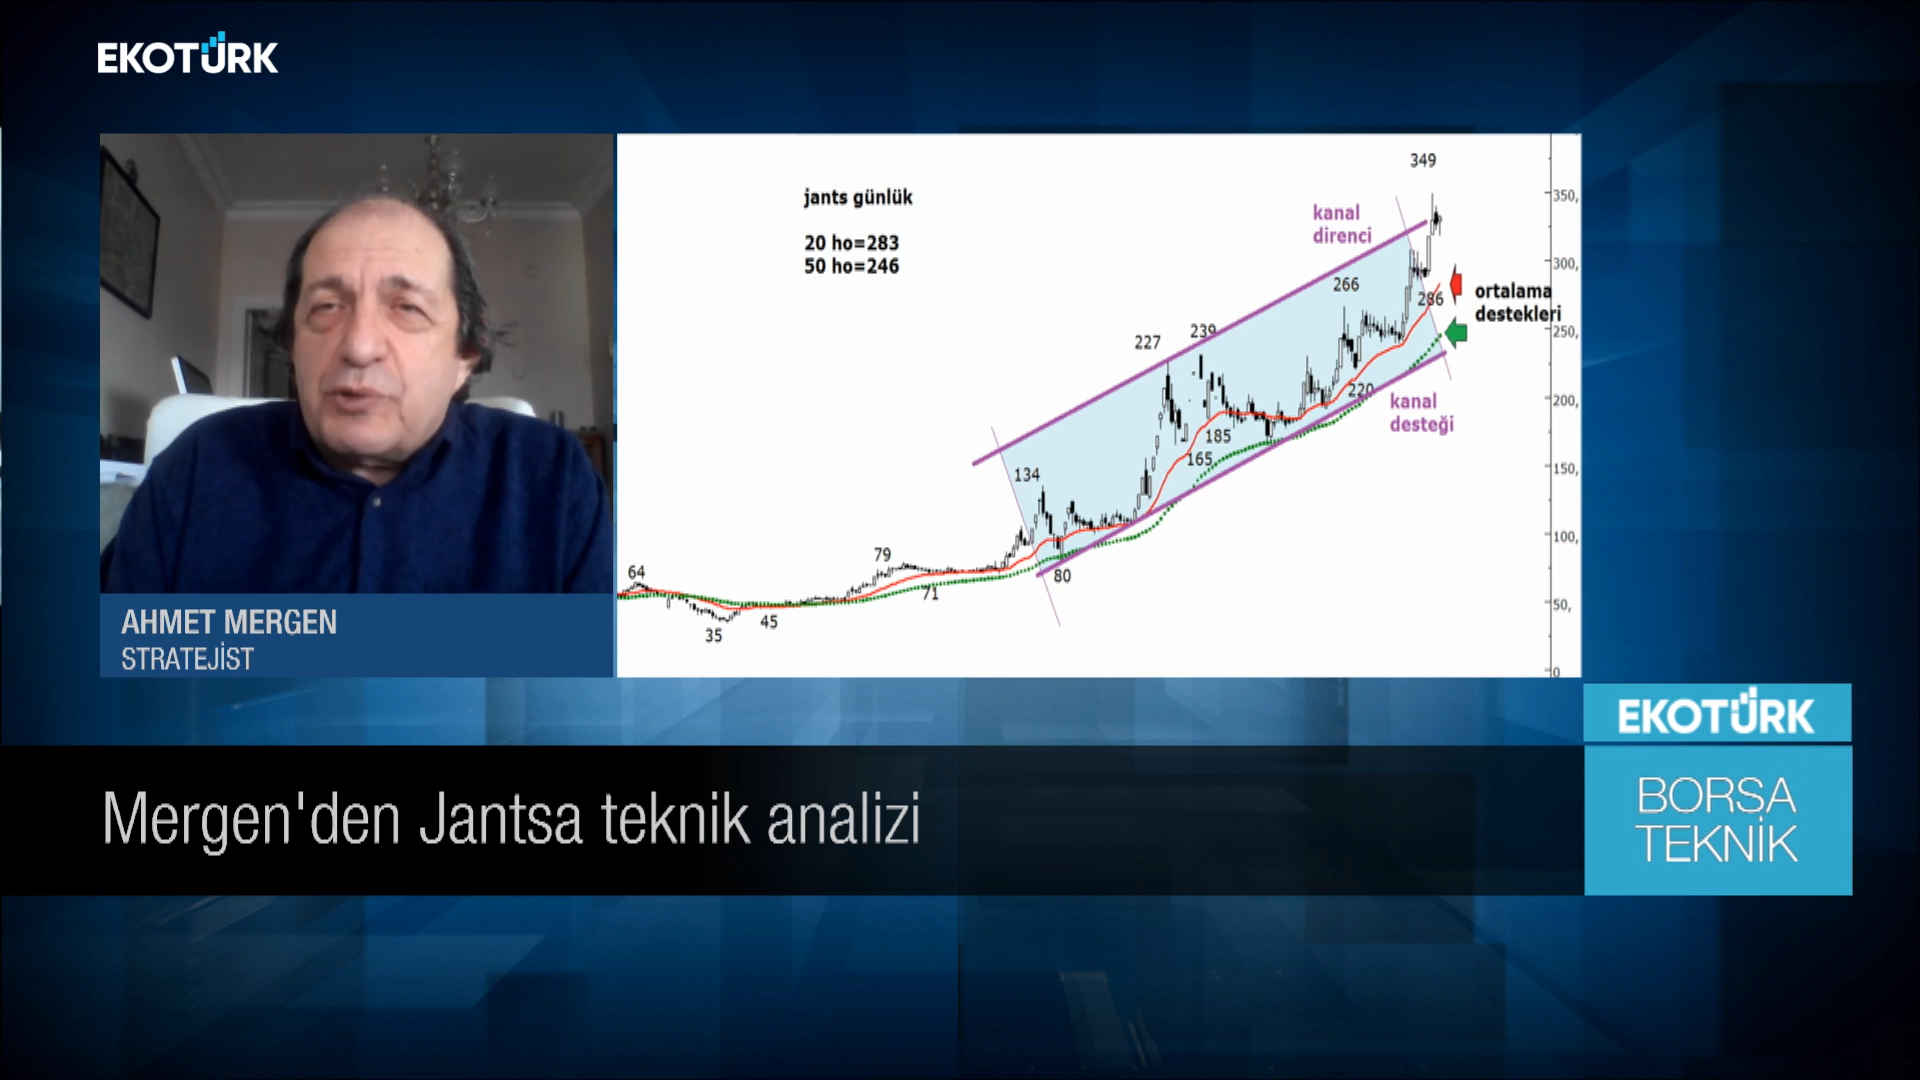 EKOTÜRK
jants günlük
20 ho=283
50 ho=246
349
kanal
direnci
266
286
ortalama
destekleri
227
239
220
kanal
desteği
185
165
134
80
79
71
64
35
45
350,
300,
250,
200,
150,
100,
50,
0
AHMET MERGEN
STRATEJİST
EKOTÜRK
Mergen'den Jantsa teknik analizi
BORSA
TEKNİK